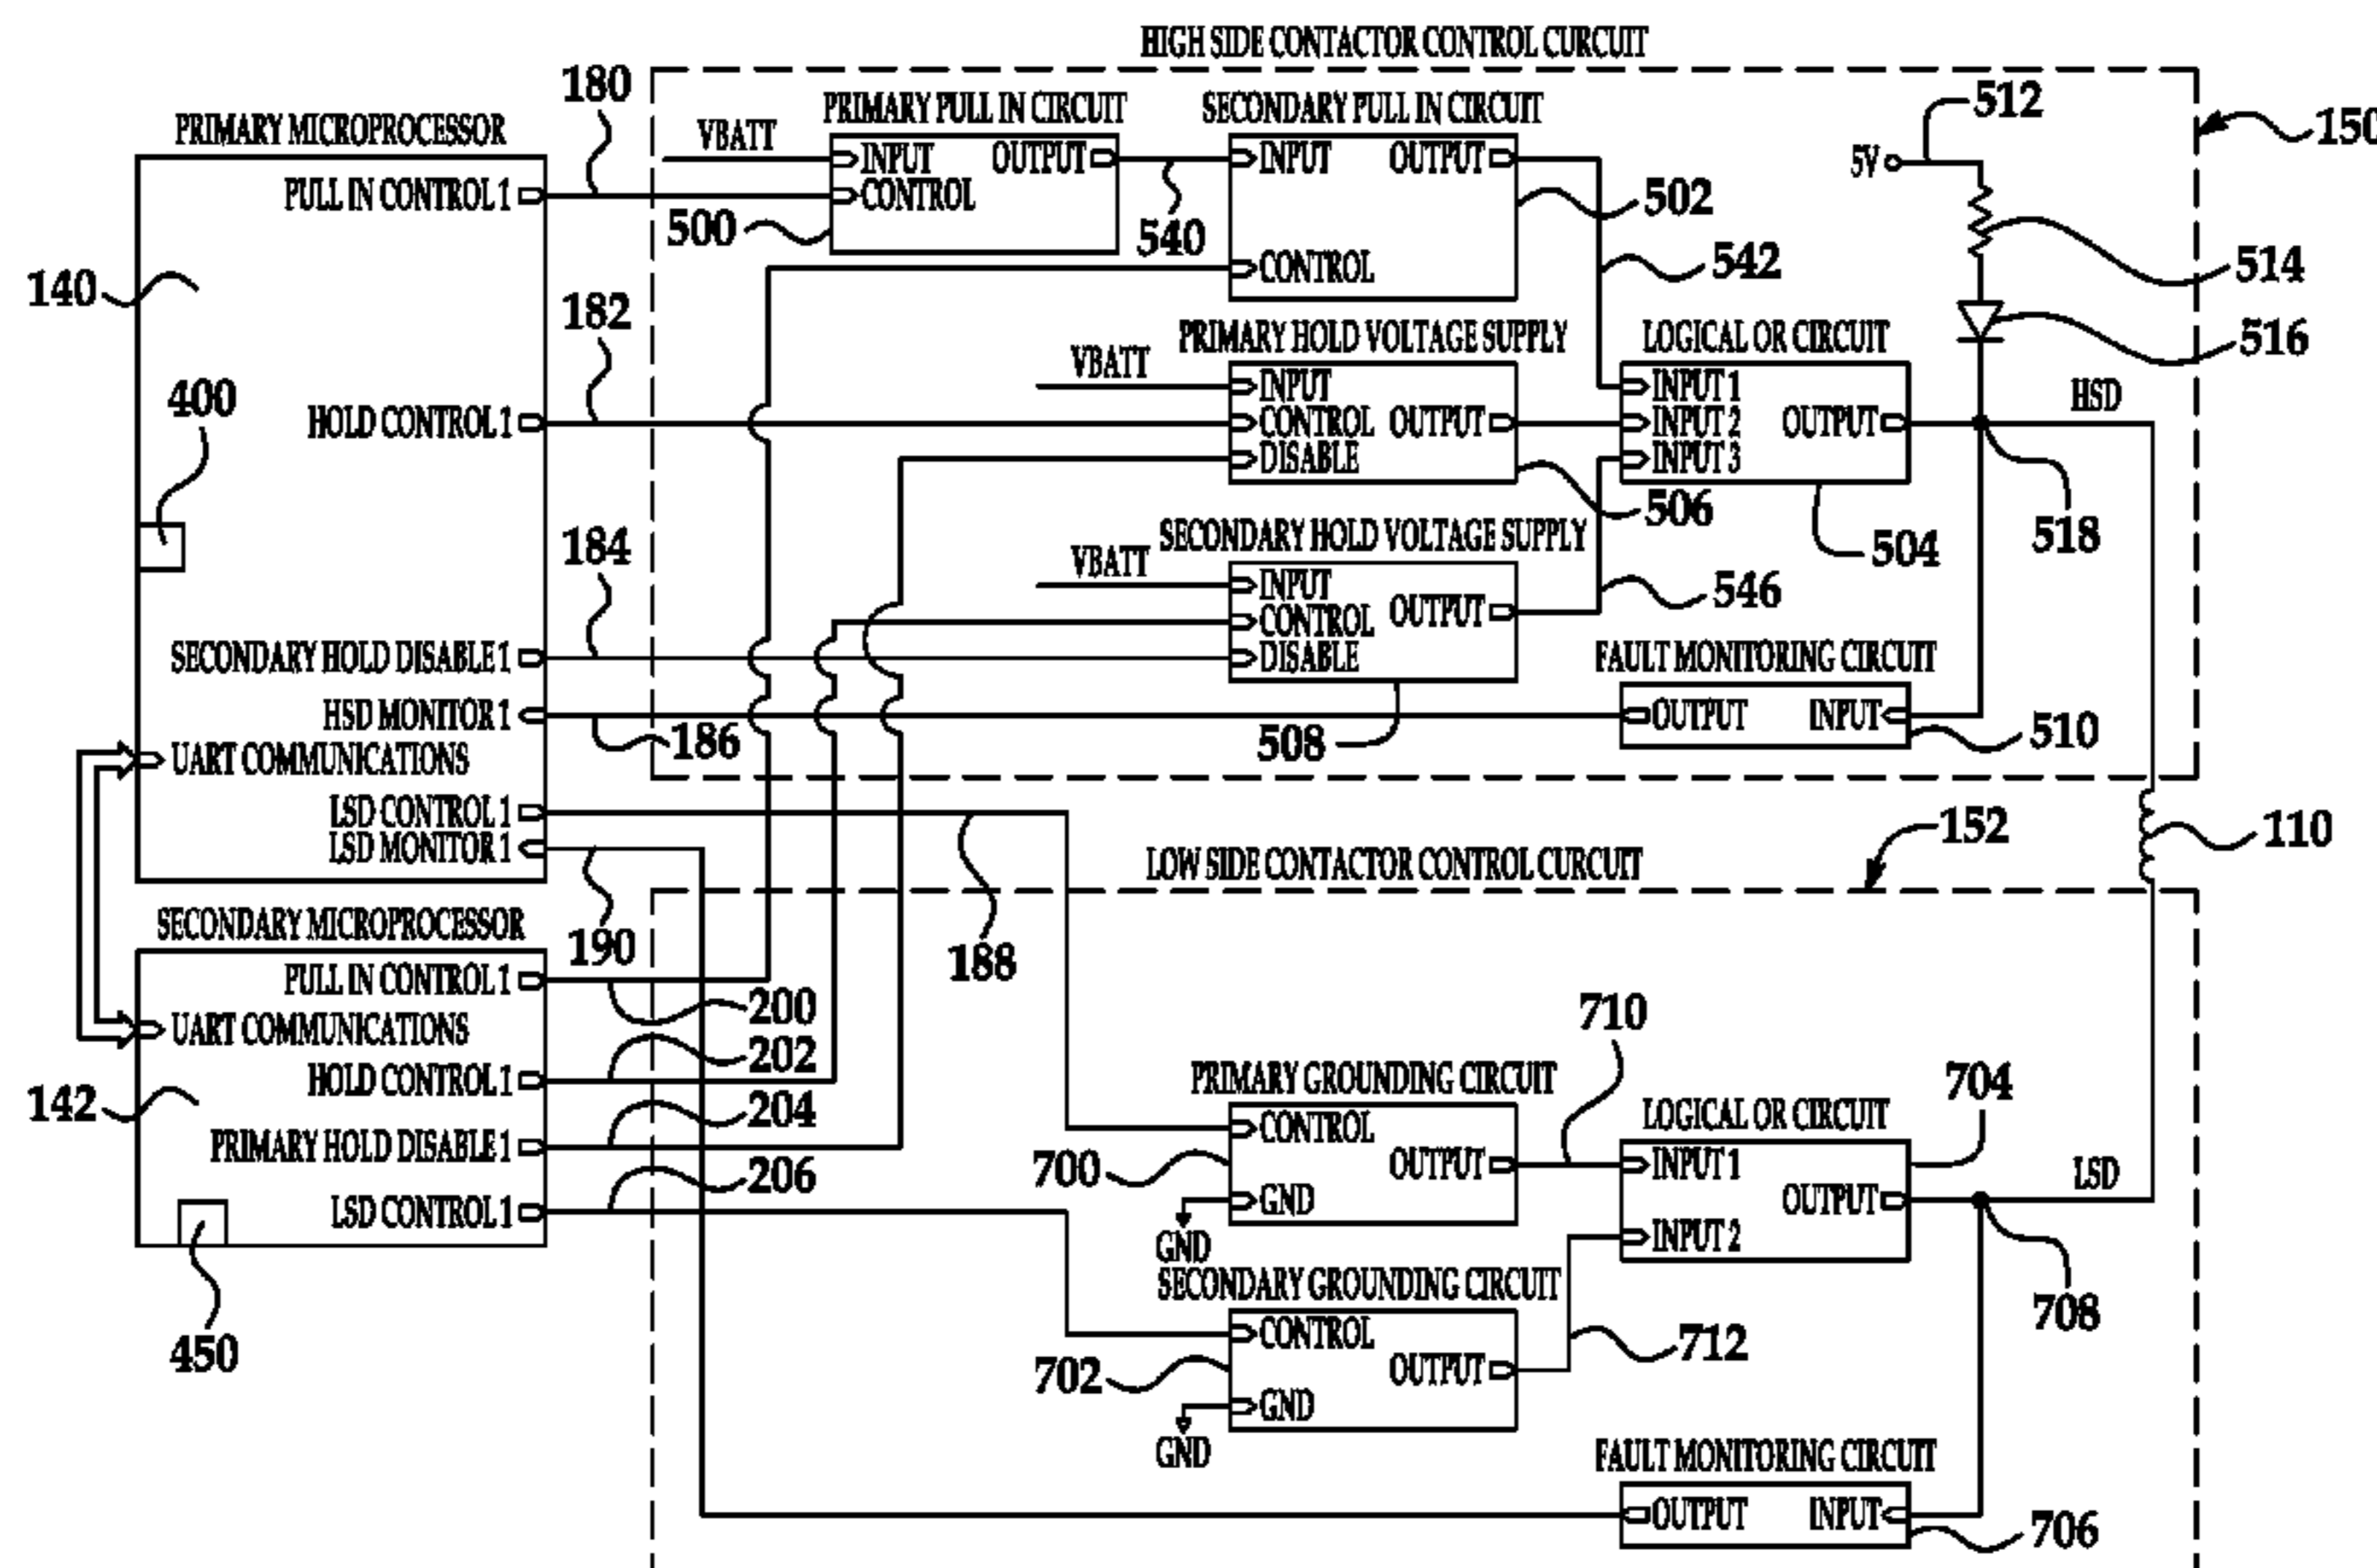 HIGH SIDE CONTACTOR CONTROL CURCUIT
180
512
150
PRIMARY MICROPROCESSOR
VBATT
PRIMARY PULL IN CIRCUIT
SECONDARY PULL IN CIRCUIT
INPUT OUTPUT
CONTROL
INPUT OUTPUT
CONTROL
5V
PULL IN CONTROL 1
500
540
502
542
514
516
140
182
400
HOLD CONTROL 1
VBATT
PRIMARY HOLD VOLTAGE SUPPLY
INPUT
CONTROL OUTPUT
DISABLE
LOGICAL OR CIRCUIT
INPUT 1
INPUT 2 OUTPUT
INPUT 3
HSD
506
504
518
184
VBATT
SECONDARY HOLD VOLTAGE SUPPLY
INPUT
CONTROL OUTPUT
DISABLE
546
SECONDARY HOLD DISABLE 1
HSD MONITOR 1
186
508
FAULT MONITORING CIRCUIT
OUTPUT INPUT
510
UART COMMUNICATIONS
LSD CONTROL 1
LSD MONITOR 1
152
110
LOW SIDE CONTACTOR CONTROL CURCUIT
190
188
SECONDARY MICROPROCESSOR
PULL IN CONTROL 1
200
UART COMMUNICATIONS
HOLD CONTROL 1
202
142
PRIMARY HOLD DISABLE 1
204
LSD CONTROL 1
206
450
710
PRIMARY GROUNDING CIRCUIT
CONTROL
OUTPUT
GND
700
GND
LOGICAL OR CIRCUIT
704
INPUT 1
OUTPUT
INPUT 2
LSD
708
SECONDARY GROUNDING CIRCUIT
CONTROL
OUTPUT
GND
702
GND
712
FAULT MONITORING CIRCUIT
OUTPUT INPUT
706